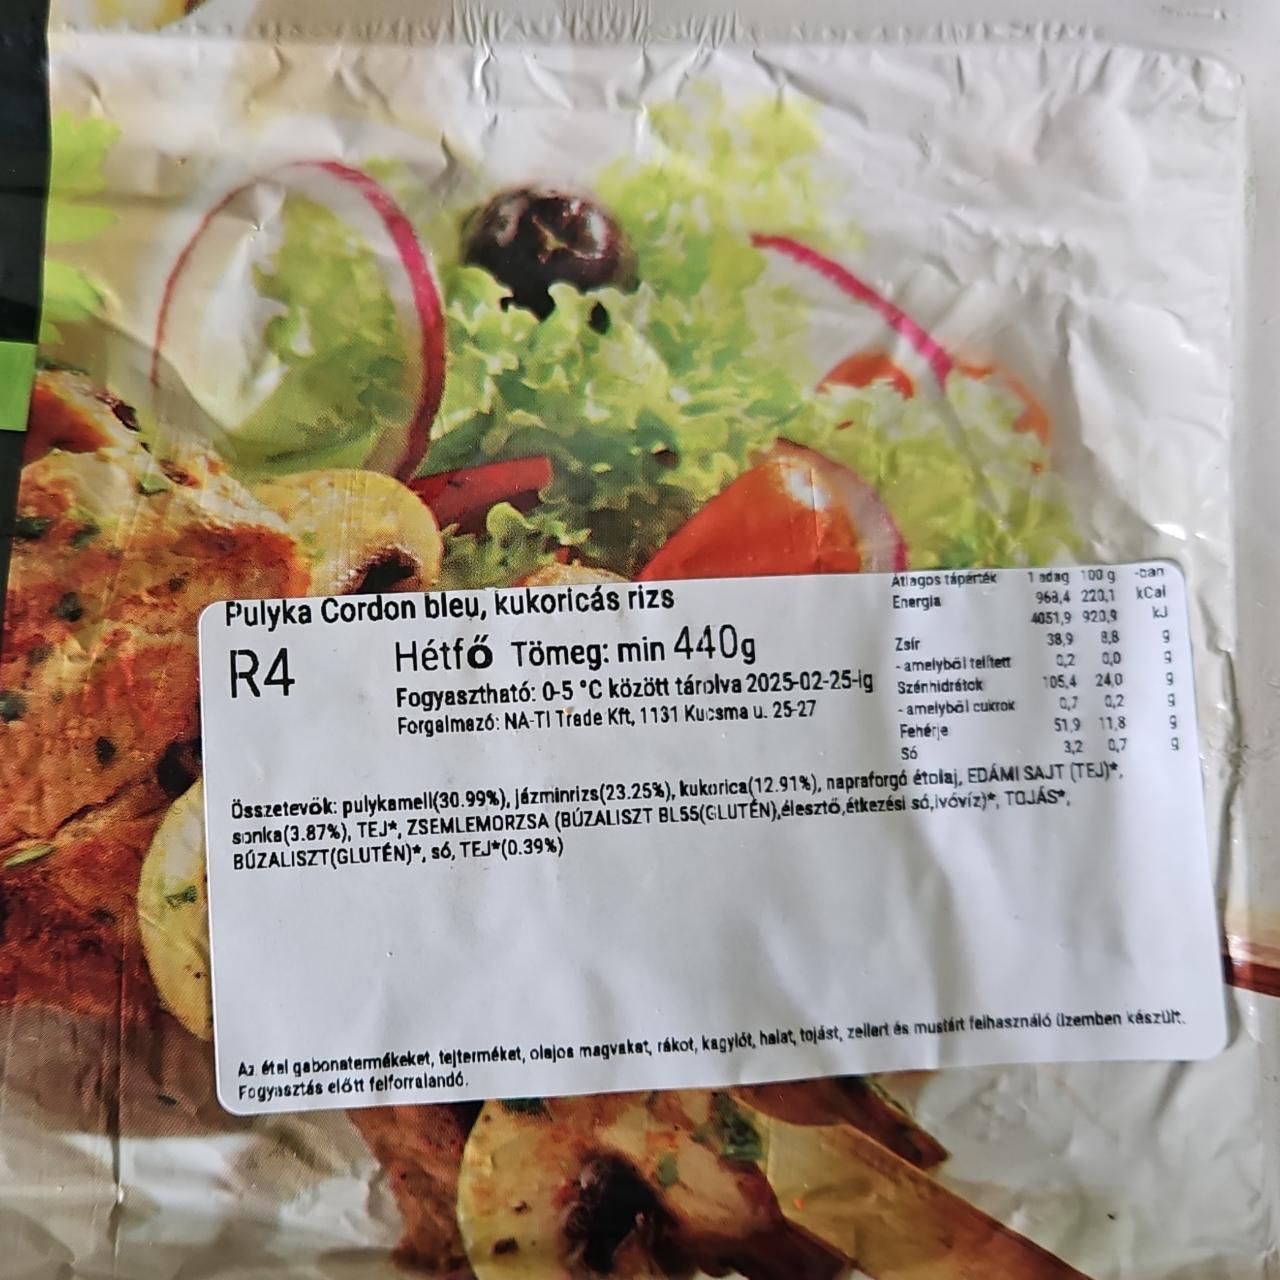 Pulyka Cordon bleu, kukoricás rizs
R4
Hétfő Tömeg: min 440g
Fogyasztható: 0-5 °C között tárolva 2025-02-25-ig
Forgalmazó: NA-TI Trade Kft, 1131 Kucsma u. 25-27
Átlagos tápérték 1 adag 100 g -ban
Energia 968,4 220,1 kCal
4051,9 920,9 kJ
Zsír 38,9 8,8 g
- amelyből telített 0,2 0,0 g
Szénhidrátok 105,4 24,0 g
- amelyből cukrok 0,7 0,2 g
Fehérje 51,9 11,8 g
Só 3,2 0,7 g
Összetevők: pulykamell(30.99%), jázminrizs(23.25%), kukorica(12.91%), napraforgó étolaj, EDÁMI SAJT (TEJ)*,
sonka(3.87%), TEJ*, ZSEMLEMORZSA (BÚZALISZT BL55(GLUTÉN),élesztő,étkezési só,ivóvíz)*, TOJÁS*,
BÚZALISZT(GLUTÉN)*, só, TEJ*(0.39%)
Az étel gabonatermékeket, tejterméket, olajos magvakat, rákot, kagylót, halat, tojást, zellert és mustárt felhasználó üzemben készült.
Fogyasztás előtt felforralandó.